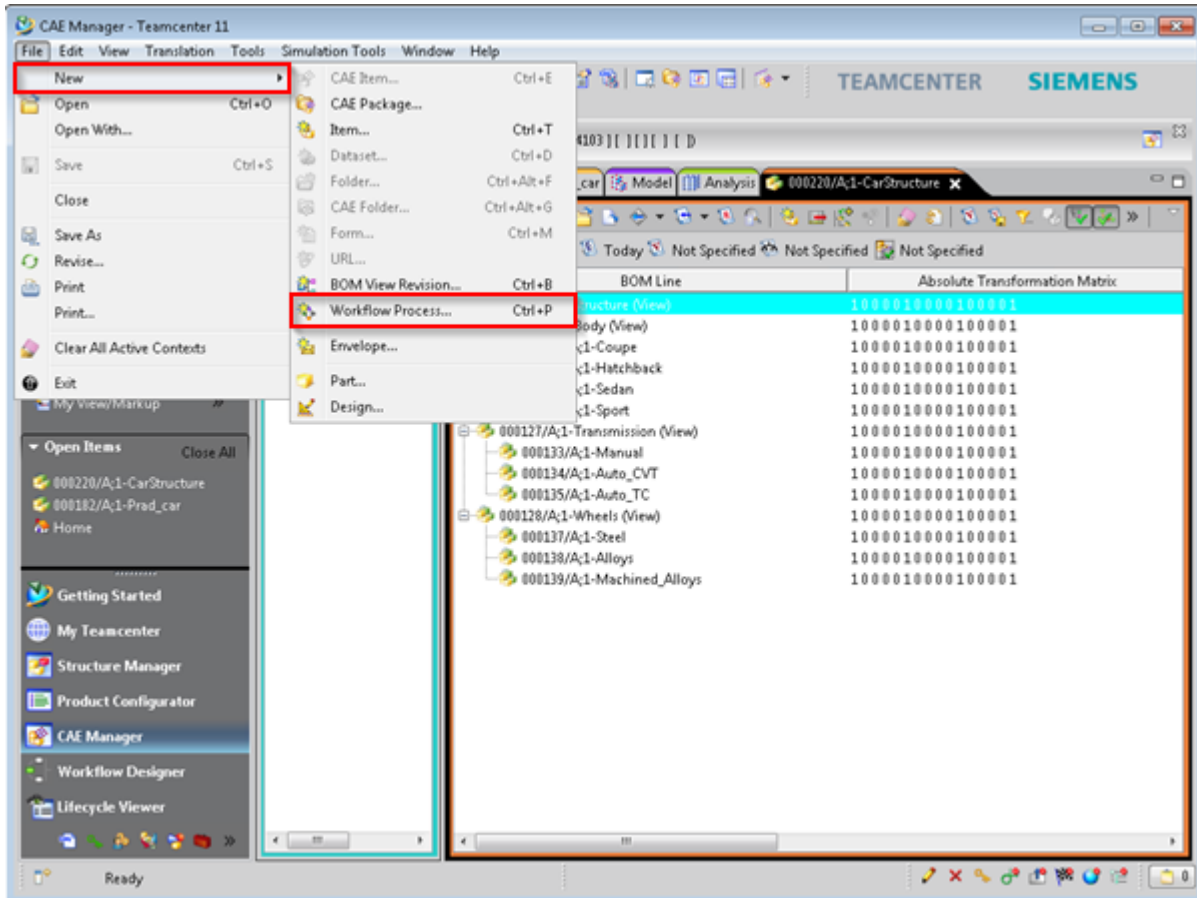 CAE Manager - Teamcenter 11
File Edit View Translation Tools Simulation Tools Window Help
New
Open Ctrl+O
Open With...
Save Ctrl+S
Close
Save As
Revise...
Print
Print...
Clear All Active Contexts
Exit
CAE Item... Ctrl+E
CAE Package...
Item... Ctrl+T
Dataset... Ctrl+D
Folder... Ctrl+Alt+F
CAE Folder... Ctrl+Alt+G
Form... Ctrl+M
URL...
BOM View Revision... Ctrl+B
Workflow Process... Ctrl+P
Envelope...
Part...
Design...
TEAMCENTER SIEMENS
4103 ] [ ] [ ] [ ] [ ])
_car Model Analysis 000220/A;1-CarStructure
Today Not Specified Not Specified Not Specified
BOM Line Absolute Transformation Matrix
ructure (View) 1 0 0 0 0 1 0 0 0 0 1 0 0 0 0 1
Body (View) 1 0 0 0 0 1 0 0 0 0 1 0 0 0 0 1
;1-Coupe 1 0 0 0 0 1 0 0 0 0 1 0 0 0 0 1
;1-Hatchback 1 0 0 0 0 1 0 0 0 0 1 0 0 0 0 1
;1-Sedan 1 0 0 0 0 1 0 0 0 0 1 0 0 0 0 1
;1-Sport 1 0 0 0 0 1 0 0 0 0 1 0 0 0 0 1
000127/A;1-Transmission (View) 1 0 0 0 0 1 0 0 0 0 1 0 0 0 0 1
000133/A;1-Manual 1 0 0 0 0 1 0 0 0 0 1 0 0 0 0 1
000134/A;1-Auto_CVT 1 0 0 0 0 1 0 0 0 0 1 0 0 0 0 1
000135/A;1-Auto_TC 1 0 0 0 0 1 0 0 0 0 1 0 0 0 0 1
000128/A;1-Wheels (View) 1 0 0 0 0 1 0 0 0 0 1 0 0 0 0 1
000137/A;1-Steel 1 0 0 0 0 1 0 0 0 0 1 0 0 0 0 1
000138/A;1-Alloys 1 0 0 0 0 1 0 0 0 0 1 0 0 0 0 1
000139/A;1-Machined_Alloys 1 0 0 0 0 1 0 0 0 0 1 0 0 0 0 1
My View/Markup
Open Items Close All
000220/A;1-CarStructure
000182/A;1-Prad_car
Home
Getting Started
My Teamcenter
Structure Manager
Product Configurator
CAE Manager
Workflow Designer
Lifecycle Viewer
Ready 0